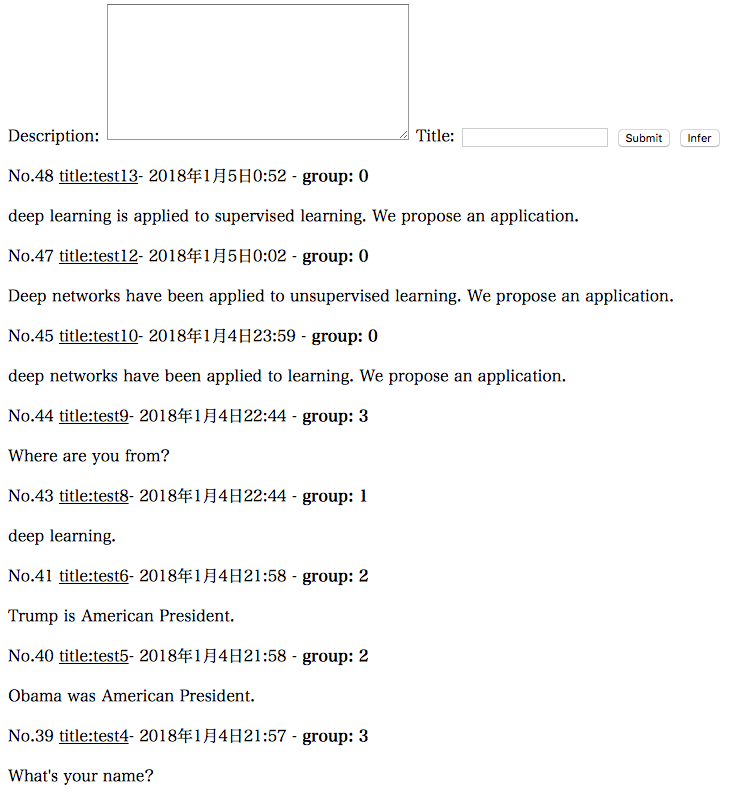 Description: Title: Submit Infer
No.48 title:test13- 2018年1月5日0:52 - group: 0
deep learning is applied to supervised learning. We propose an application.
No.47 title:test12- 2018年1月5日0:02 - group: 0
Deep networks have been applied to unsupervised learning. We propose an application.
No.45 title:test10- 2018年1月4日23:59 - group: 0
deep networks have been applied to learning. We propose an application.
No.44 title:test9- 2018年1月4日22:44 - group: 3
Where are you from?
No.43 title:test8- 2018年1月4日22:44 - group: 1
deep learning.
No.41 title:test6- 2018年1月4日21:58 - group: 2
Trump is American President.
No.40 title:test5- 2018年1月4日21:58 - group: 2
Obama was American President.
No.39 title:test4- 2018年1月4日21:57 - group: 3
What's your name?